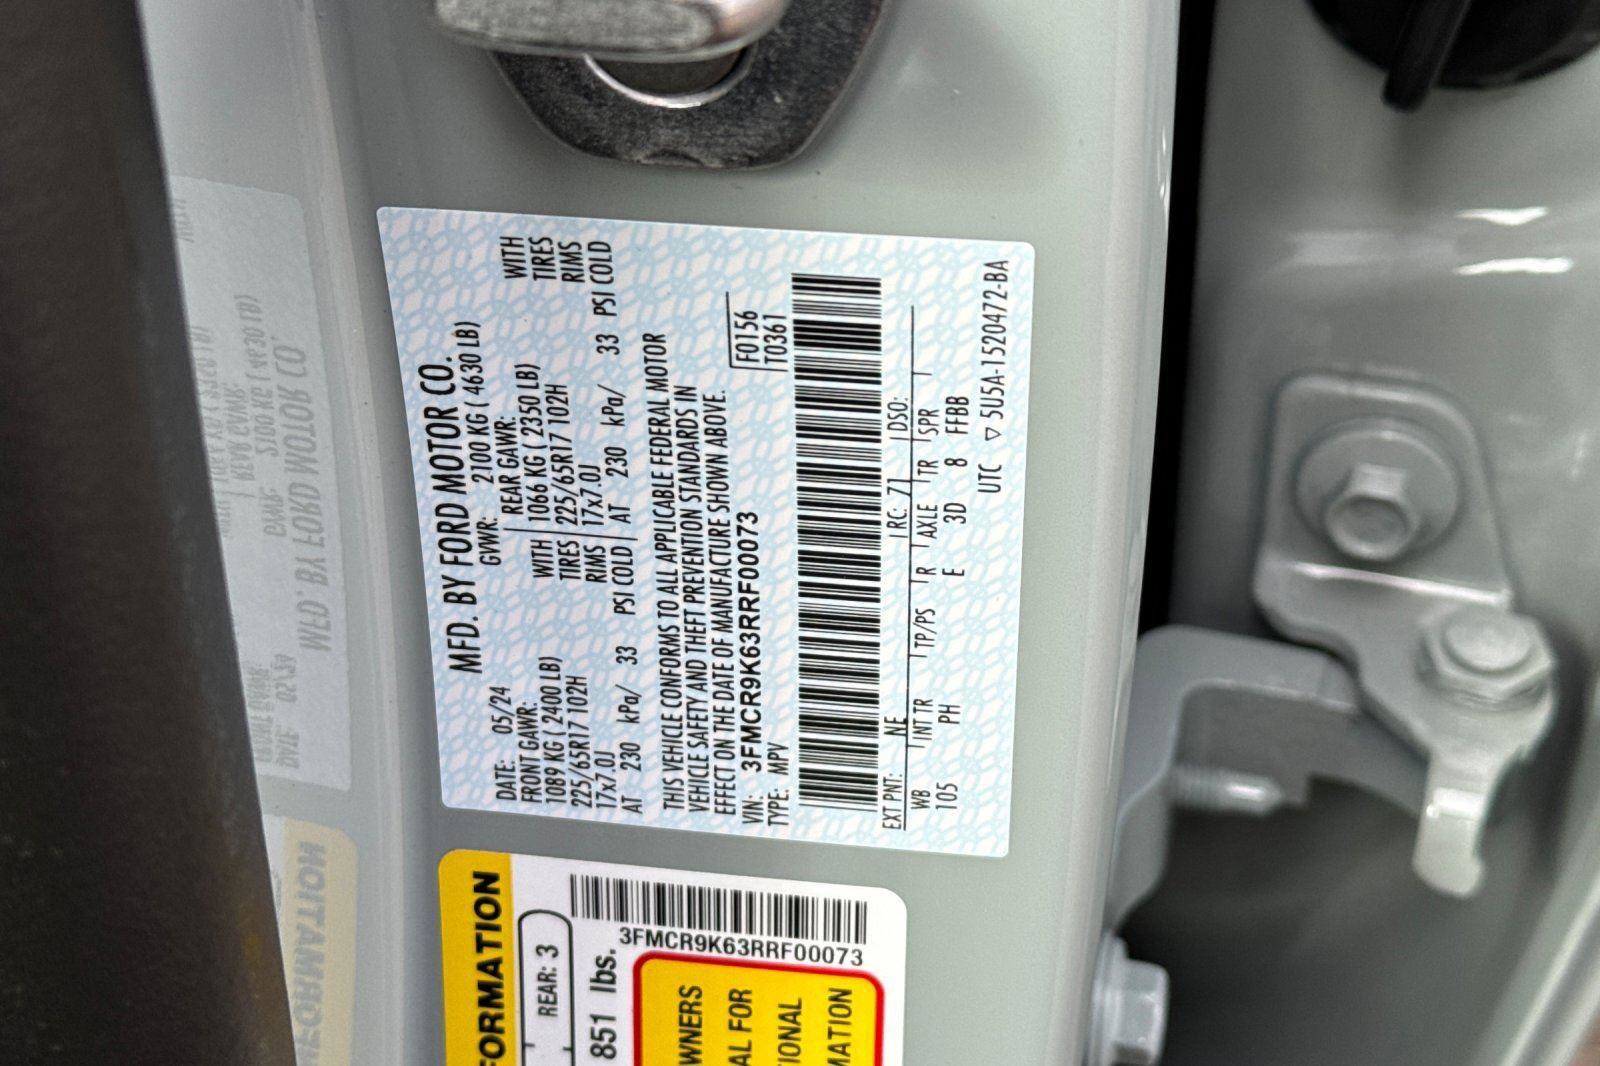 MFD. BY FORD MOTOR CO.
DATE: 05/24 GVWR: 2100 KG ( 4630 LB)
FRONT GAWR: REAR GAWR:
1089 KG ( 2400 LB) WITH 1066 KG ( 2350 LB) WITH
225/65R17 102H TIRES 225/65R17 102H TIRES
17x7.0J RIMS 17x7.0J RIMS
AT 230 kPa/ 33 PSI COLD AT 230 kPa/ 33 PSI COLD
THIS VEHICLE CONFORMS TO ALL APPLICABLE FEDERAL MOTOR
VEHICLE SAFETY AND THEFT PREVENTION STANDARDS IN
EFFECT ON THE DATE OF MANUFACTURE SHOWN ABOVE.
VIN: 3FMCR9K63RRF00073 F0156
TYPE: MPV T0361
EXT PNT: NE RC: 71 DSO:
WB INT TR TP/PS R AXLE TR SPR
105 PH E 3D 8 FFBB
UTC ▽ 5U5A-1520472-BA
ORMATION
REAR: 3
851 lbs.
3FMCR9K63RRF00073
WNERS
AL FOR
IONAL
MATION